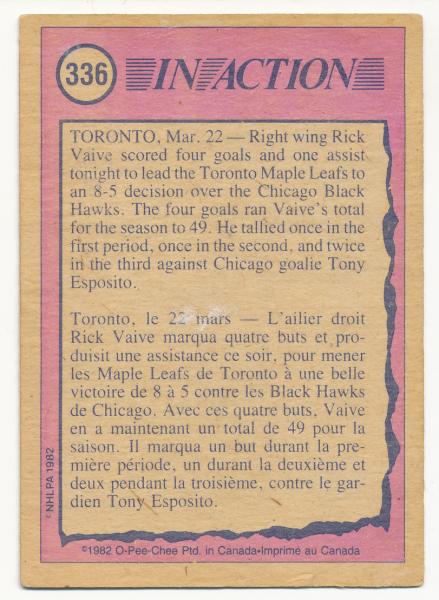 336 IN ACTION
TORONTO, Mar. 22 — Right wing Rick
Vaive scored four goals and one assist
tonight to lead the Toronto Maple Leafs to
an 8-5 decision over the Chicago Black
Hawks. The four goals ran Vaive's total
for the season to 49. He tallied once in the
first period, once in the second, and twice
in the third against Chicago goalie Tony
Esposito.
Toronto, le 22 mars — L'ailier droit
Rick Vaive marqua quatre buts et pro-
duisit une assistance ce soir, pour mener
les Maple Leafs de Toronto à une belle
victoire de 8 à 5 contre les Black Hawks
de Chicago. Avec ces quatre buts, Vaive
en a maintenant un total de 49 pour la
saison. Il marqua un but durant la pre-
mière période, un durant la deuxième et
deux pendant la troisième, contre le gar-
dien Tony Esposito.
© NHLPA 1982
©1982 O-Pee-Chee Ptd. in Canada•Imprimé au Canada